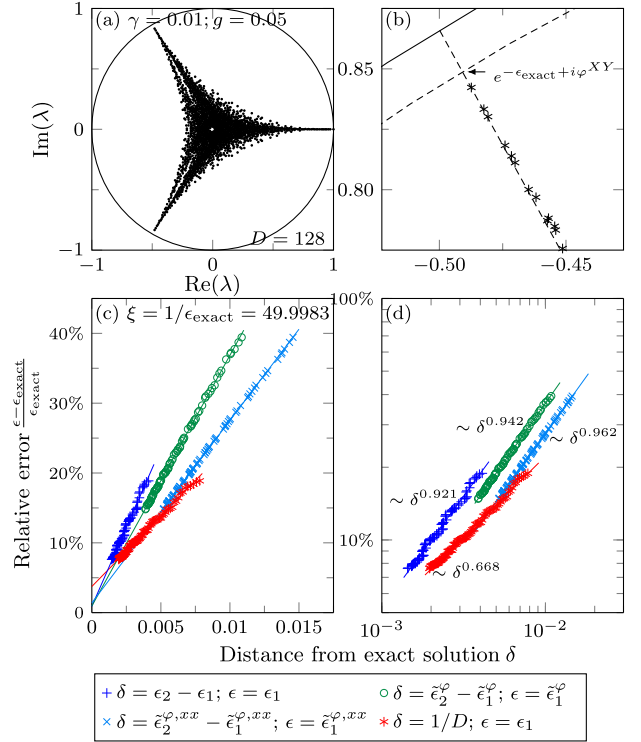 (a) γ = 0.01; g = 0.05
1
0
−1
Im(λ)
D = 128
−1
0
1
Re(λ)
(b)
0.85
0.80
e^{−ϵ_exact+iφ^{XY}}
−0.50
−0.45
(c) ξ = 1/ϵ_exact = 49.9983
40%
30%
20%
10%
0
Relative error (ϵ−ϵ_exact)/ϵ_exact
0
0.005
0.01
0.015
(d)
100%
10%
∼ δ^{0.942}
∼ δ^{0.962}
∼ δ^{0.921}
∼ δ^{0.668}
10^{−3}
10^{−2}
Distance from exact solution δ
δ = ϵ_2 − ϵ_1; ϵ = ϵ_1
δ = ϵ̃_2^φ − ϵ̃_1^φ; ϵ = ϵ̃_1^φ
δ = ϵ̃_2^{φ,xx} − ϵ̃_1^{φ,xx}; ϵ = ϵ̃_1^{φ,xx}
δ = 1/D; ϵ = ϵ_1